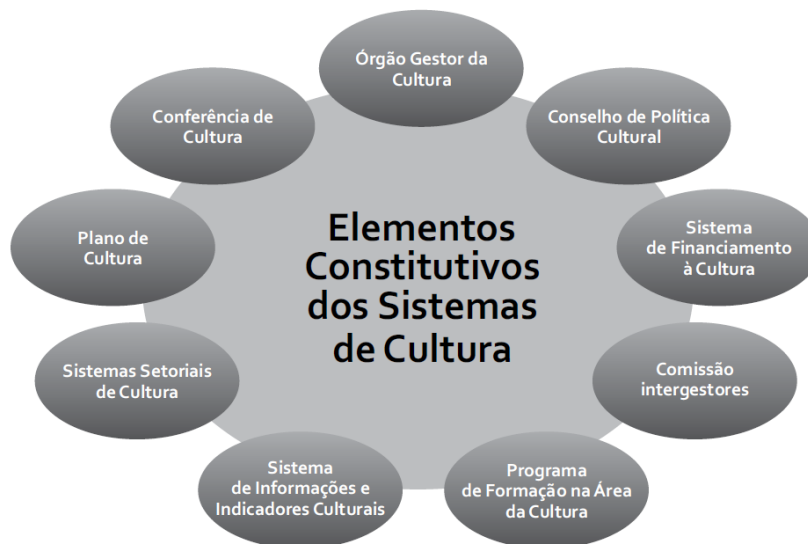 Elementos
Constitutivos
dos Sistemas
de Cultura
Órgão Gestor da
Cultura
Conselho de Política
Cultural
Sistema
de Financiamento
à Cultura
Comissão
intergestores
Programa
de Formação na Área
da Cultura
Sistema
de Informações e
Indicadores Culturais
Sistemas Setoriais
de Cultura
Plano de
Cultura
Conferência de
Cultura